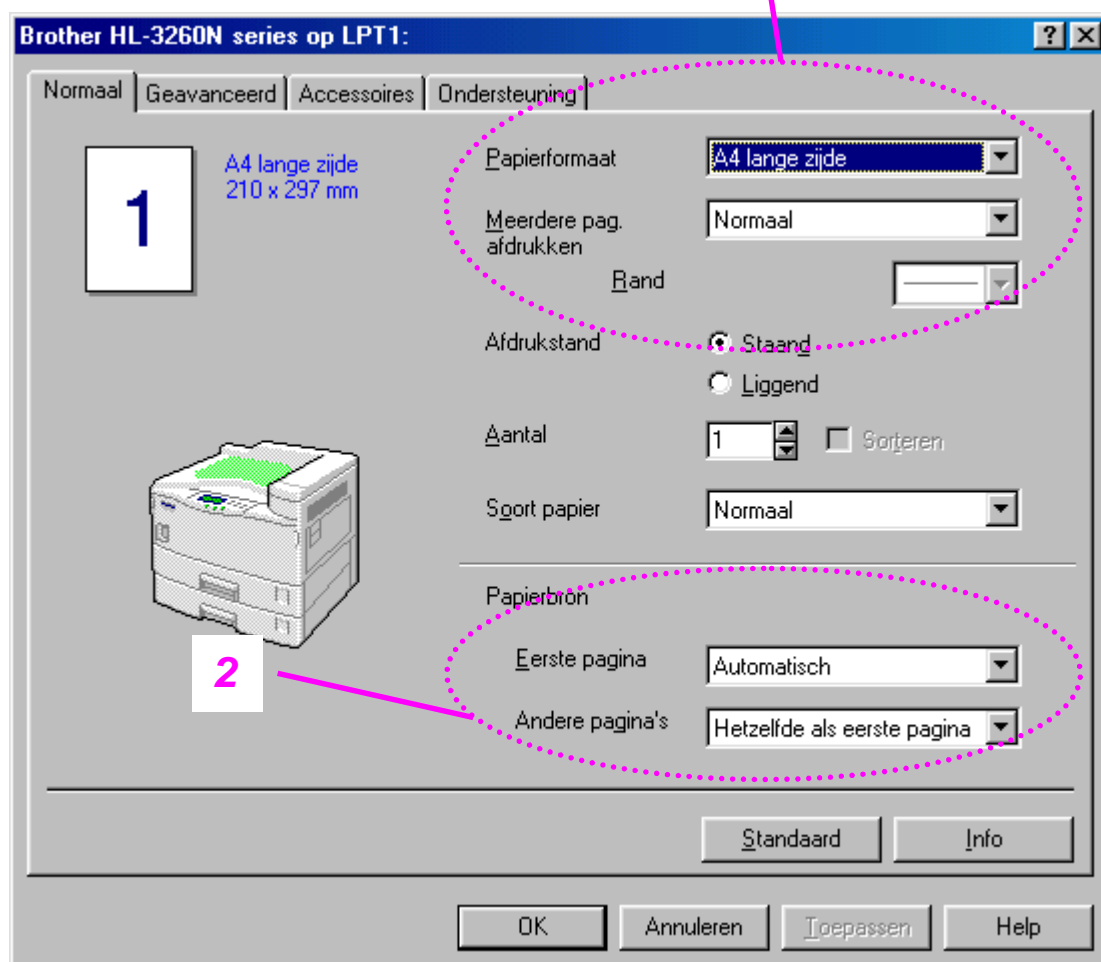 Brother HL-3260N series op LPT1:
Normaal Geavanceerd Accessoires Ondersteuning
1
A4 lange zijde
210 x 297 mm
Papierformaat A4 lange zijde
Meerdere pag. afdrukken Normaal
Rand
Afdrukstand Staand
Liggend
Aantal 1 Sorteren
Soort papier Normaal
Papierbron
Eerste pagina Automatisch
2
Andere pagina's Hetzelfde als eerste pagina
Standaard Info
OK Annuleren Toepassen Help